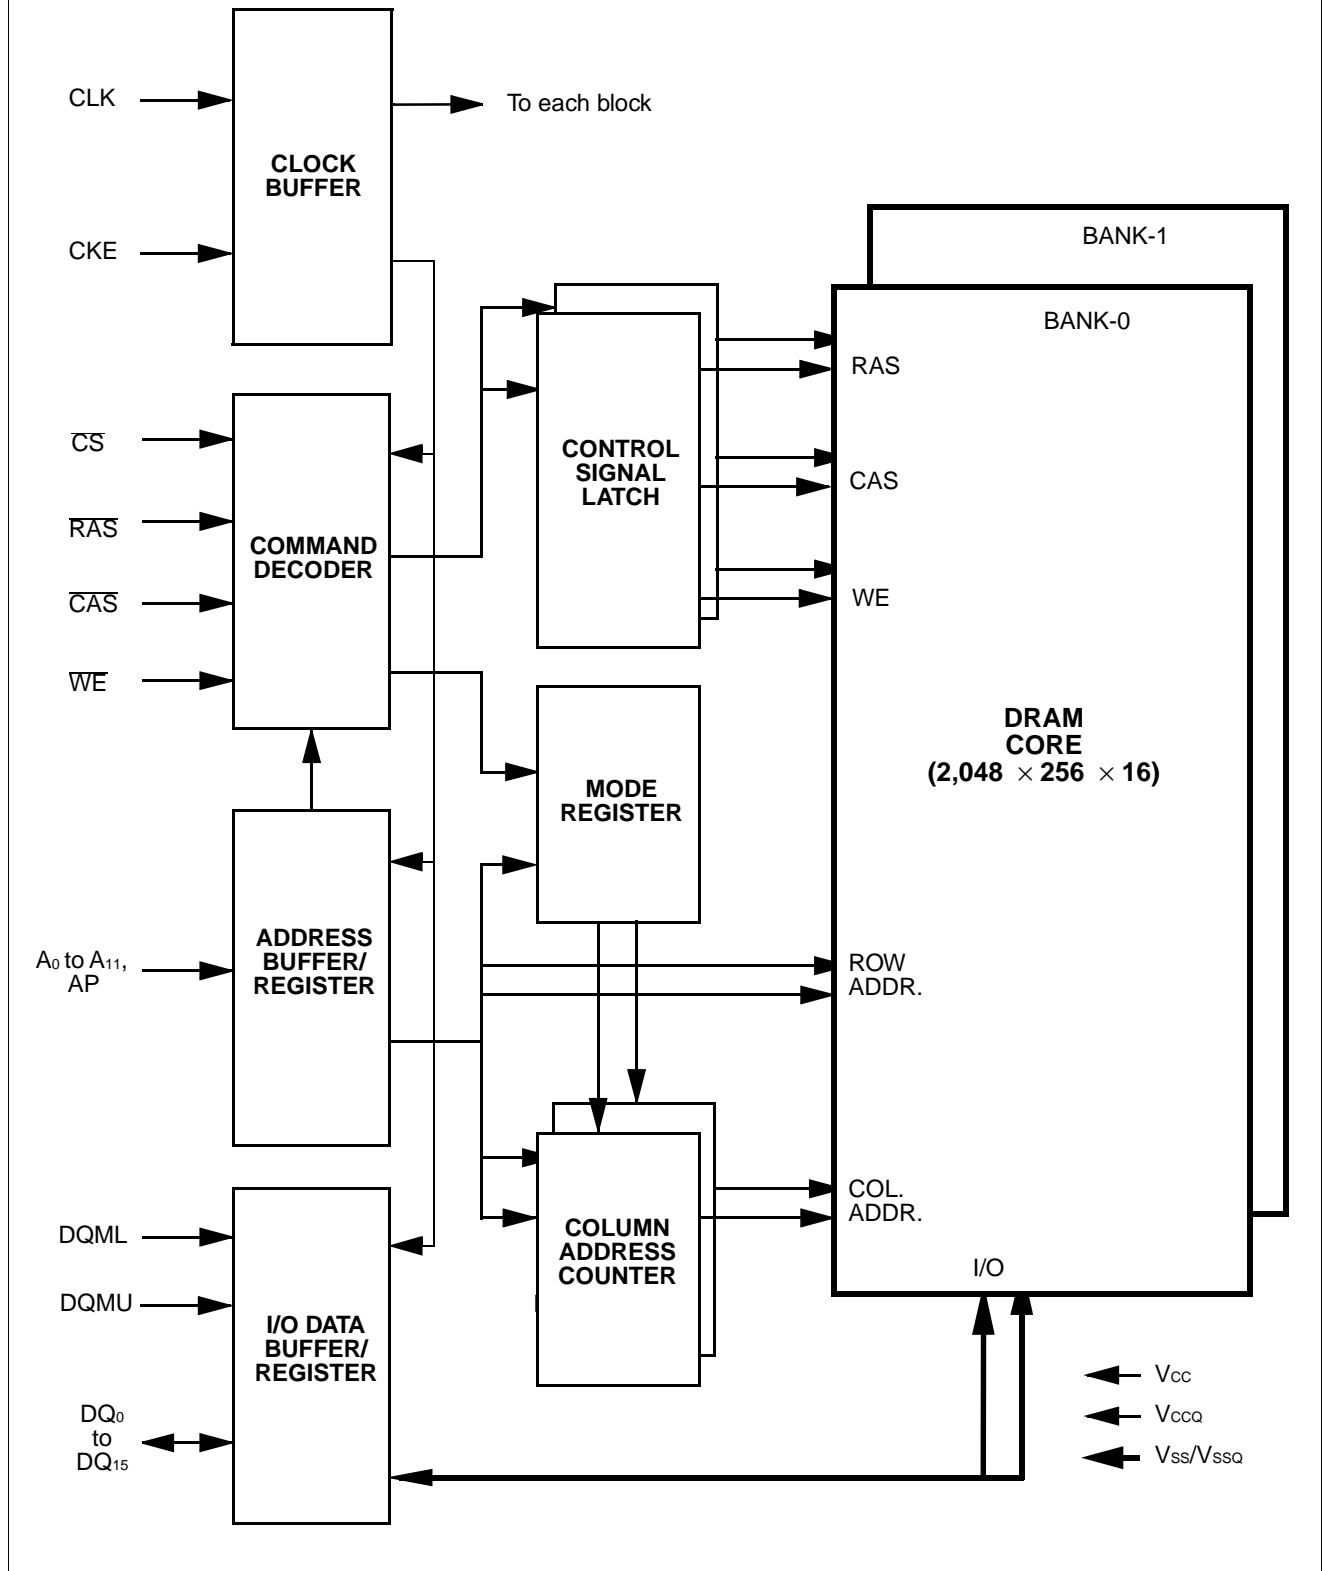 CLK
To each block
CLOCK
BUFFER
CKE
BANK-1
BANK-0
RAS
CS
CONTROL
SIGNAL
LATCH
CAS
RAS
COMMAND
DECODER
CAS
WE
WE
DRAM
CORE
(2,048 × 256 × 16)
MODE
REGISTER
ADDRESS
BUFFER/
REGISTER
A0 to A11,
AP
ROW
ADDR.
COL.
ADDR.
DQML
COLUMN
ADDRESS
COUNTER
I/O
DQMU
I/O DATA
BUFFER/
REGISTER
VCC
DQ0
to
DQ15
VCCQ
VSS/VSSQ